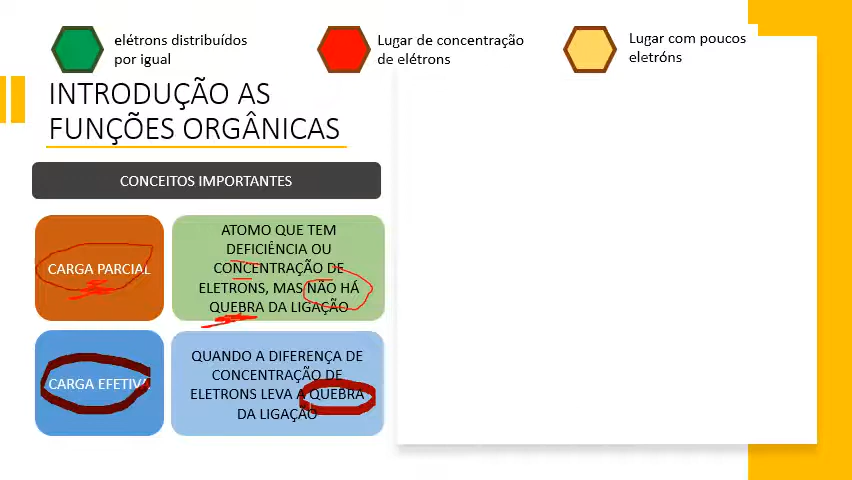 elétrons distribuídos
por igual
Lugar de concentração
de elétrons
Lugar com poucos
eletróns
INTRODUÇÃO AS
FUNÇÕES ORGÂNICAS
CONCEITOS IMPORTANTES
CARGA PARCIAL
ATOMO QUE TEM
DEFICIÊNCIA OU
CONCENTRAÇÃO DE
ELETRONS, MAS NÃO HÁ
QUEBRA DA LIGAÇÃO
CARGA EFETIVA
QUANDO A DIFERENÇA DE
CONCENTRAÇÃO DE
ELETRONS LEVA A QUEBRA
DA LIGAÇÃO